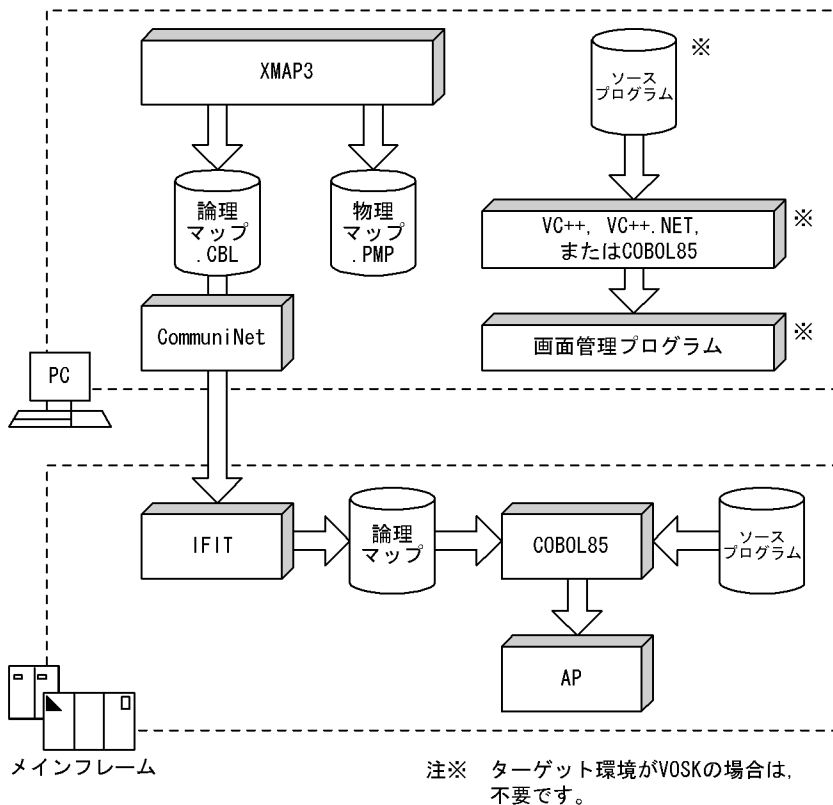 XMAP3
※
ソース
プログラム
論理
マップ
.CBL
物理
マップ
.PMP
VC++, VC++.NET,
またはCOBOL85
※
CommuniNet
画面管理プログラム
※
PC
IFIT
論理
マップ
COBOL85
ソース
プログラム
AP
メインフレーム
注※ ターゲット環境がVOSKの場合は,
不要です。